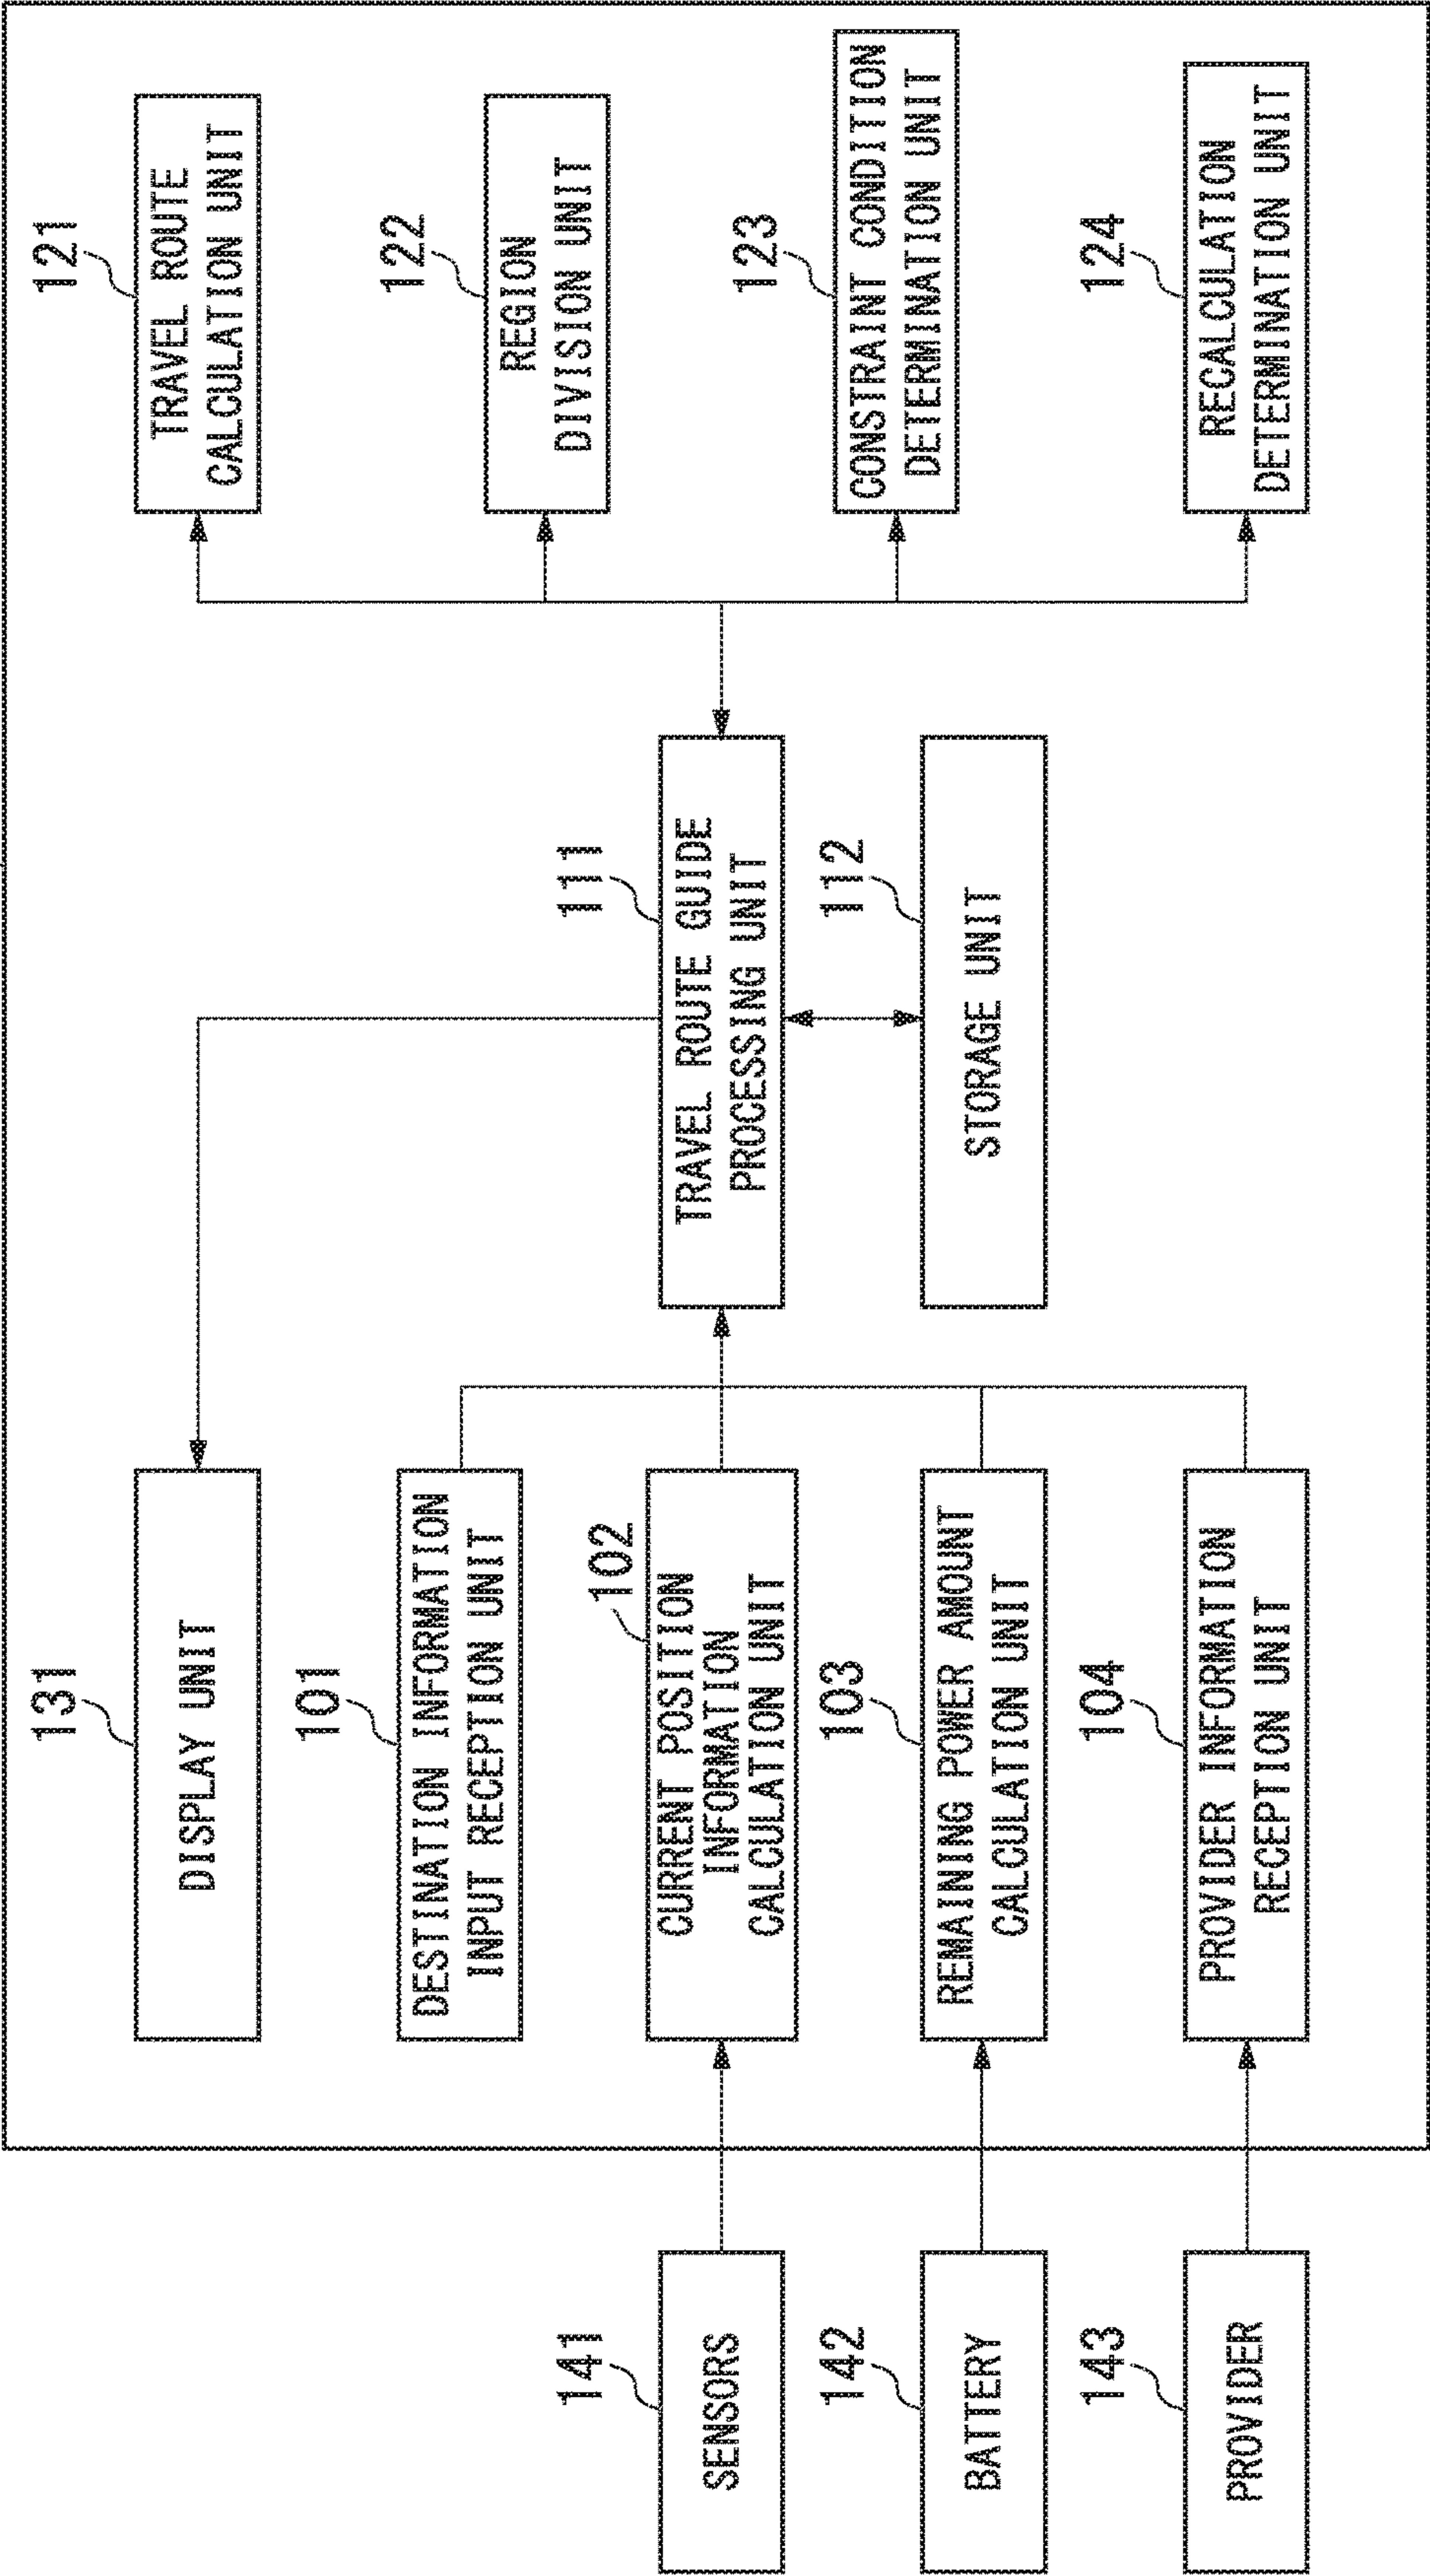 131
DISPLAY UNIT
101
DESTINATION INFORMATION
INPUT RECEPTION UNIT
141
SENSORS
102
CURRENT POSITION
INFORMATION
CALCULATION UNIT
142
BATTERY
103
REMAINING POWER AMOUNT
CALCULATION UNIT
143
PROVIDER
104
PROVIDER INFORMATION
RECEPTION UNIT
111
TRAVEL ROUTE GUIDE
PROCESSING UNIT
112
STORAGE UNIT
121
TRAVEL ROUTE
CALCULATION UNIT
122
REGION
DIVISION UNIT
123
CONSTRAINT CONDITION
DETERMINATION UNIT
124
RECALCULATION
DETERMINATION UNIT